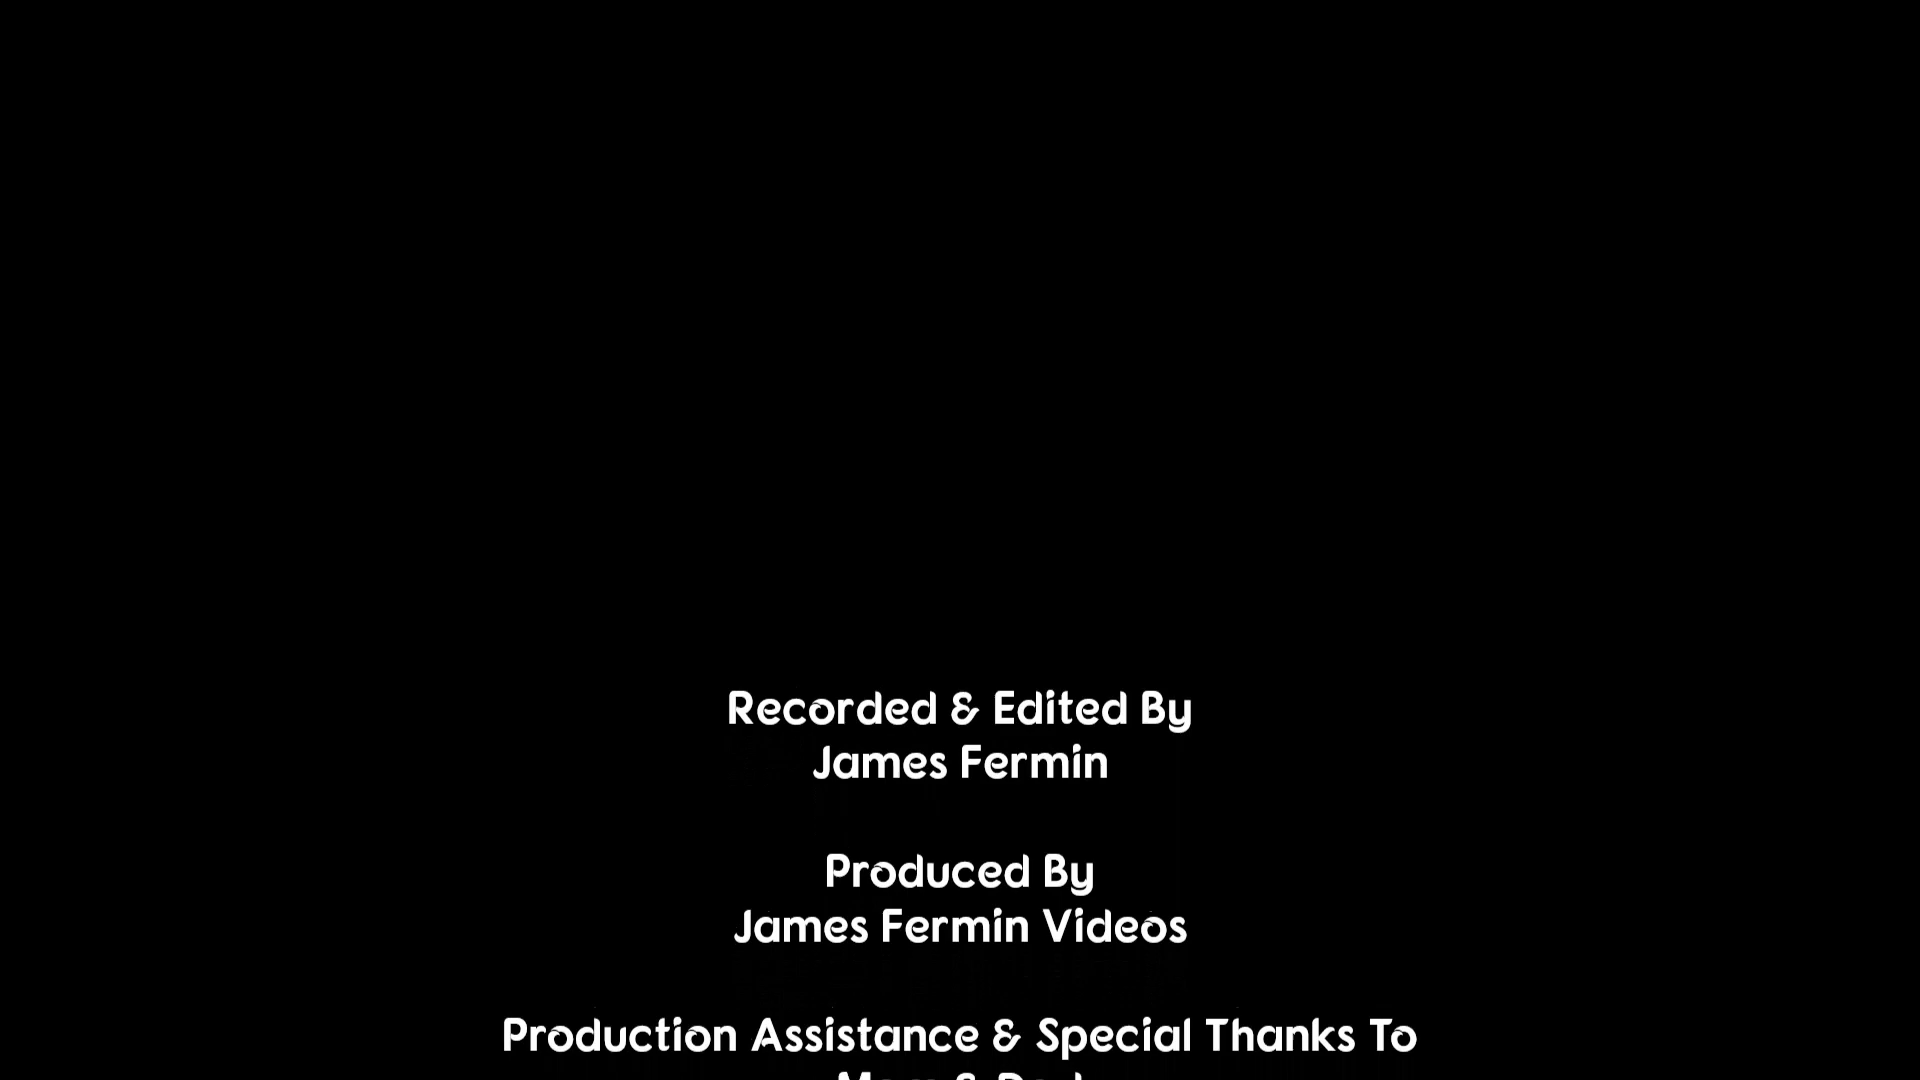 Recorded & Edited By
James Fermin
Produced By
James Fermin Videos
Production Assistance & Special Thanks To